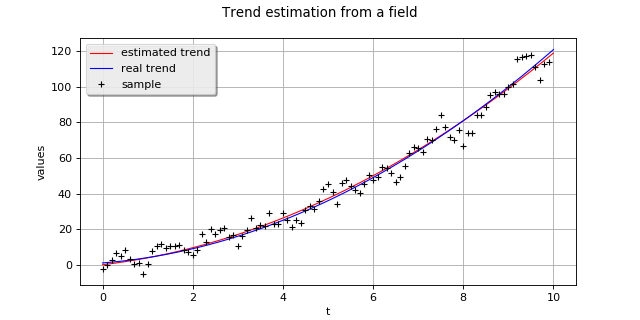 Trend estimation from a field
estimated trend
real trend
sample
120
100
80
60
40
20
0
values
0 2 4 6 8 10
t